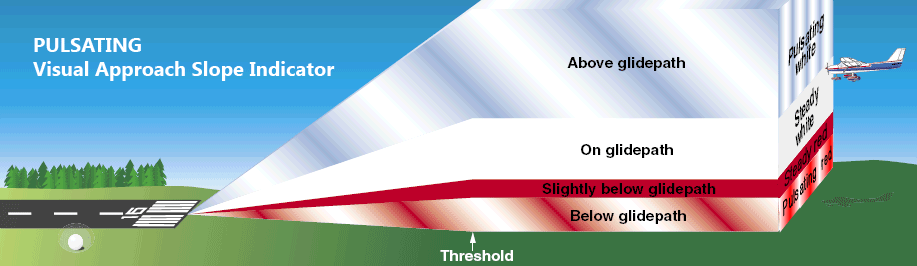 PULSATING
Visual Approach Slope Indicator
Above glidepath
Pulsating
white
On glidepath
Steady
white
Slightly below glidepath
Steady red
Below glidepath
Pulsating red
Threshold